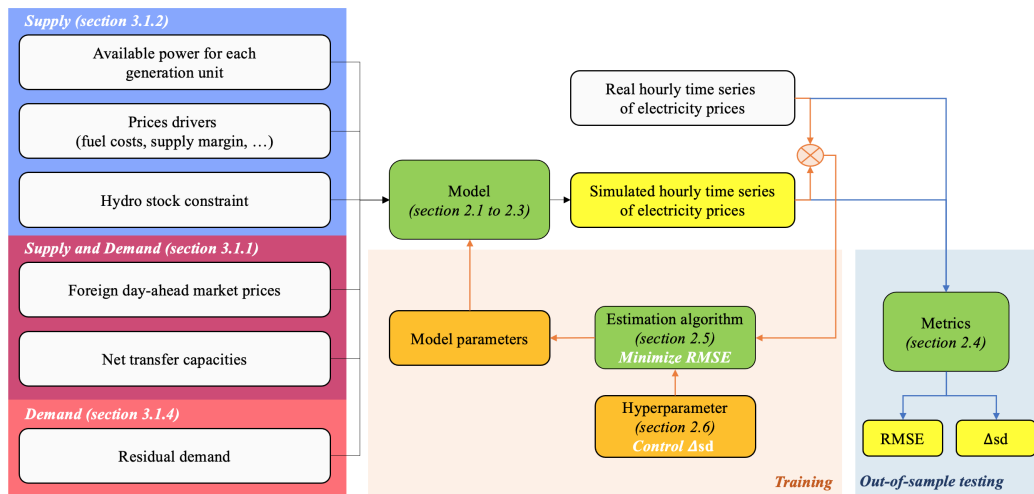 Supply (section 3.1.2)
Available power for each
generation unit
Prices drivers
(fuel costs, supply margin, …)
Hydro stock constraint
Supply and Demand (section 3.1.1)
Foreign day-ahead market prices
Net transfer capacities
Demand (section 3.1.4)
Residual demand
Model
(section 2.1 to 2.3)
Real hourly time series
of electricity prices
Simulated hourly time series
of electricity prices
Model parameters
Estimation algorithm
(section 2.5)
Minimize RMSE
Hyperparameter
(section 2.6)
Control Δsd
Training
Metrics
(section 2.4)
RMSE
Δsd
Out-of-sample testing